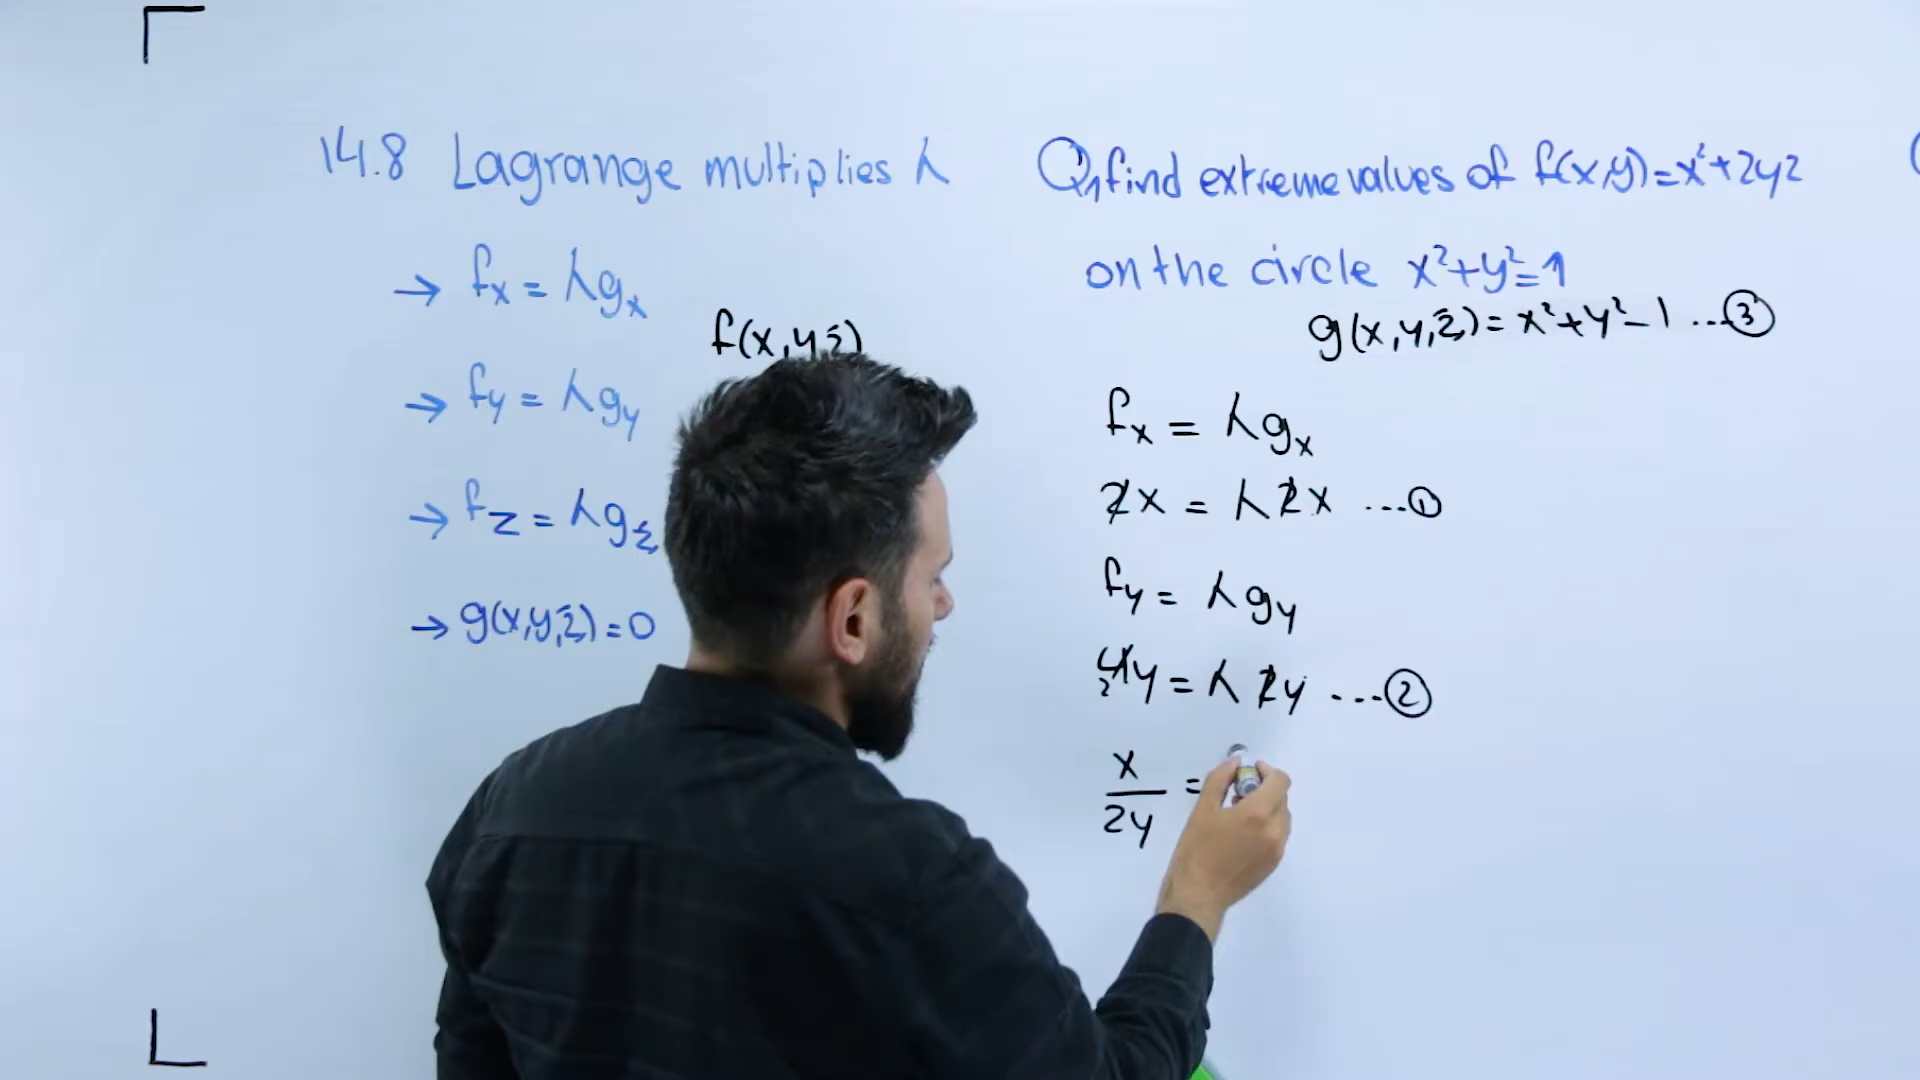 14.8 Lagrange multiplies λ
→ fx = λgx
f(x,y,z)
→ fy = λgy
→ fz = λgz
→ g(x,y,z)=0
Q1 find extreme values of f(x,y)=x²+2y2
on the circle x²+y²=1
g(x,y,z)=x²+y²-1 ...③
fx = λgx
2x = λ2x ...①
fy = λgy
4y = λ2y ...②
2
x/2y =